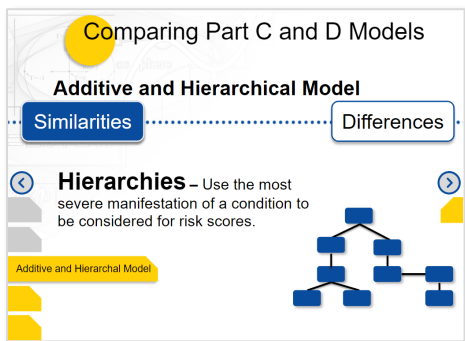 Comparing Part C and D Models
Additive and Hierarchical Model
Similarities
Differences
Hierarchies – Use the most
severe manifestation of a condition to
be considered for risk scores.
Additive and Hierarchal Model